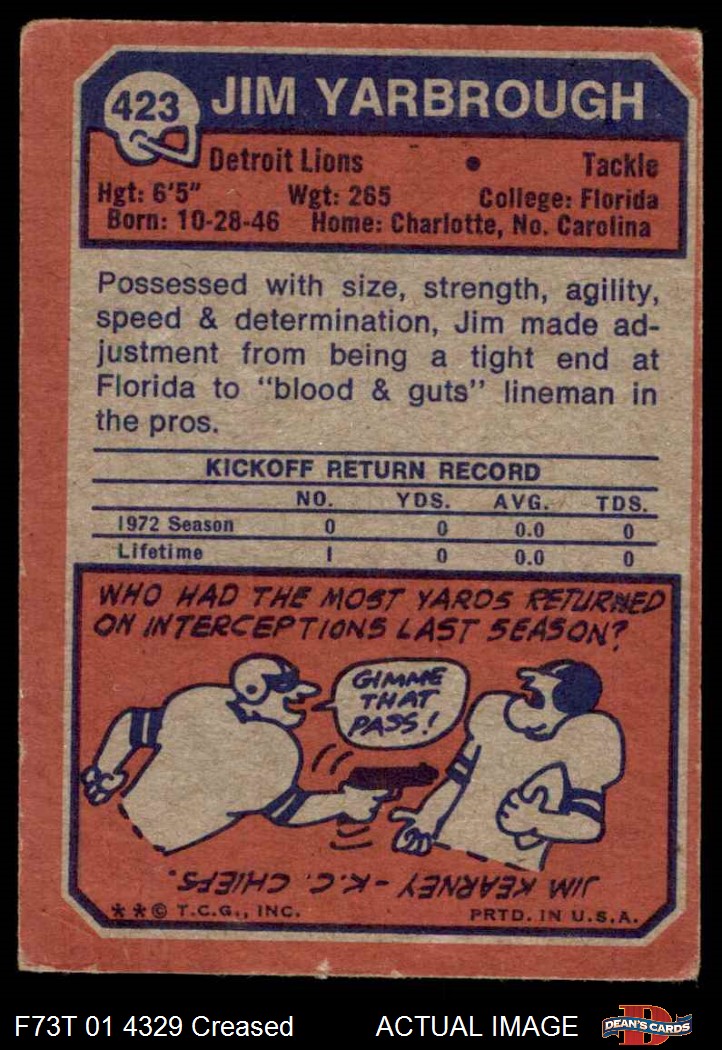 423 JIM YARBROUGH
Detroit Lions • Tackle
Hgt: 6'5" Wgt: 265 College: Florida
Born: 10-28-46 Home: Charlotte, No. Carolina
Possessed with size, strength, agility,
speed & determination, Jim made ad-
justment from being a tight end at
Florida to "blood & guts" lineman in
the pros.
KICKOFF RETURN RECORD
NO. YDS. AVG. TDS.
1972 Season 0 0 0.0 0
Lifetime 1 0 0.0 0
WHO HAD THE MOST YARDS RETURNED
ON INTERCEPTIONS LAST SEASON?
GIMME
THAT
PASS!
JIM KEARNEY - K.C. CHIEFS.
**© T.C.G., INC. PRTD. IN U.S.A.
F73T 01 4329 Creased ACTUAL IMAGE
D
DEAN'S CARDS